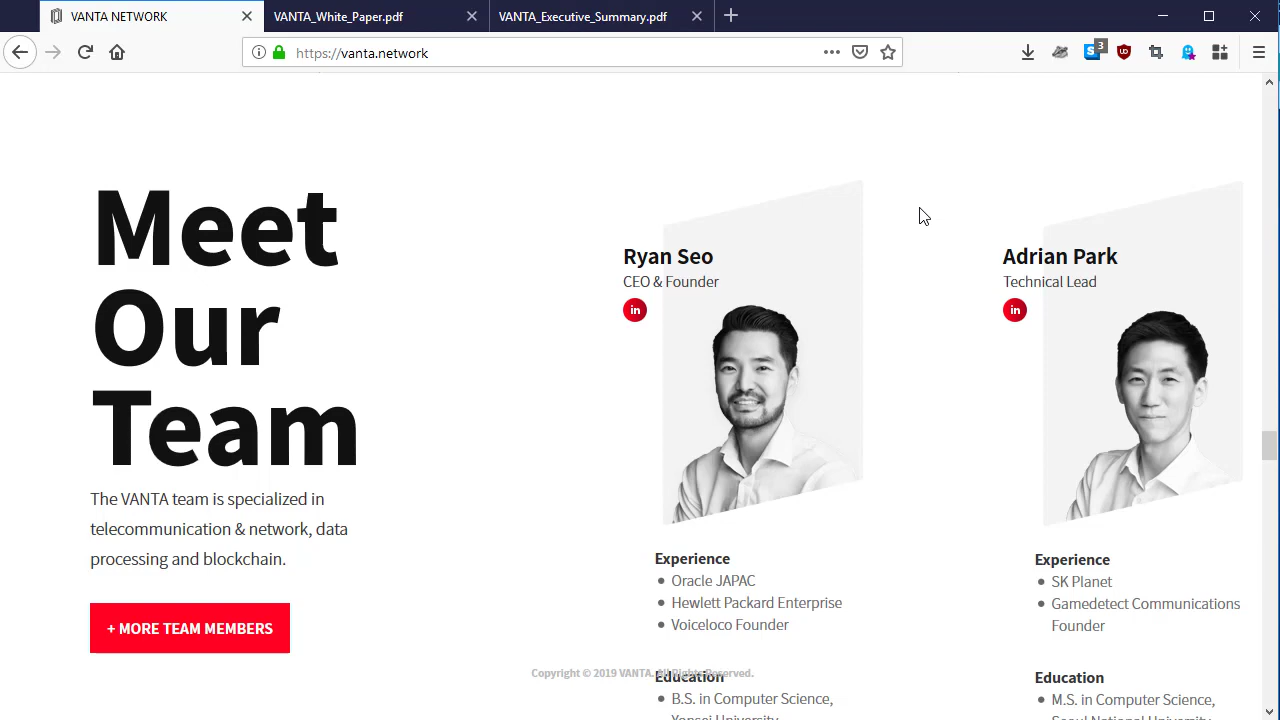 VANTA NETWORK
VANTA_White_Paper.pdf
VANTA_Executive_Summary.pdf
https://vanta.network
3
Meet
Our
Team
The VANTA team is specialized in
telecommunication & network, data
processing and blockchain.
+ MORE TEAM MEMBERS
Ryan Seo
CEO & Founder
in
Experience
Oracle JAPAC
Hewlett Packard Enterprise
Voiceloco Founder
Education
B.S. in Computer Science,
Yonsei University
Adrian Park
Technical Lead
in
Experience
SK Planet
Gamedetect Communications
Founder
Education
M.S. in Computer Science,
Seoul National University
Copyright © 2019 VANTA. All Rights Reserved.